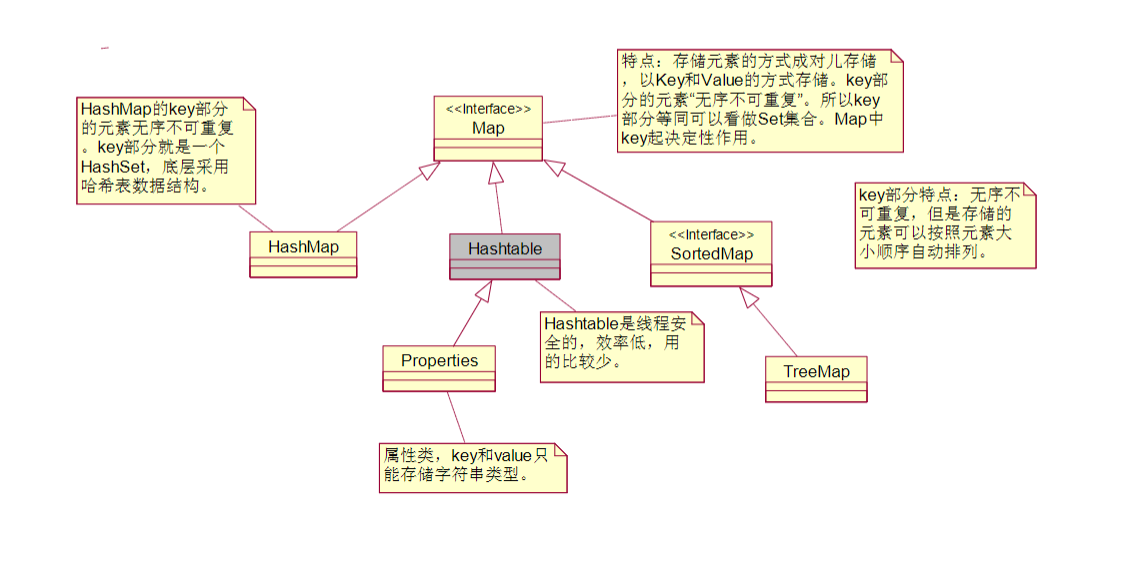 特点：存储元素的方式成对儿存储
，以Key和Value的方式存储。key部
分的元素“无序不可重复”。所以key
部分等同可以看做Set集合。Map中
key起决定性作用。
HashMap的key部分
的元素无序不可重复
。key部分就是一个
HashSet，底层采用
哈希表数据结构。
<<Interface>>
Map
key部分特点：无序不
可重复，但是存储的
元素可以按照元素大
小顺序自动排列。
HashMap
Hashtable
<<Interface>>
SortedMap
Hashtable是线程安
全的，效率低，用
的比较少。
Properties
TreeMap
属性类，key和value只
能存储字符串类型。